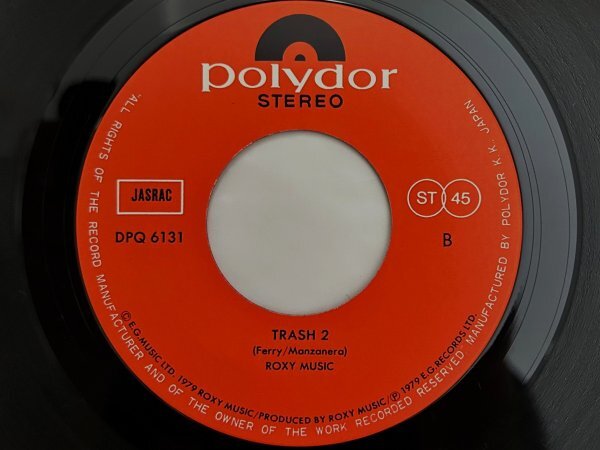 polydor
STEREO
JASRAC
ST 45
DPQ 6131
B
TRASH 2
(Ferry/Manzanera)
ROXY MUSIC
Ⓒ E.G. MUSIC LTD. 1979 ROXY MUSIC/PRODUCED BY ROXY MUSIC/Ⓟ 1979 E.G. RECORDS LTD.
"ALL RIGHTS OF THE RECORD MANUFACTURER AND OF THE OWNER OF THE WORK RECORDED RESERVED MANUFACTURED BY POLYDOR K. K. JAPAN